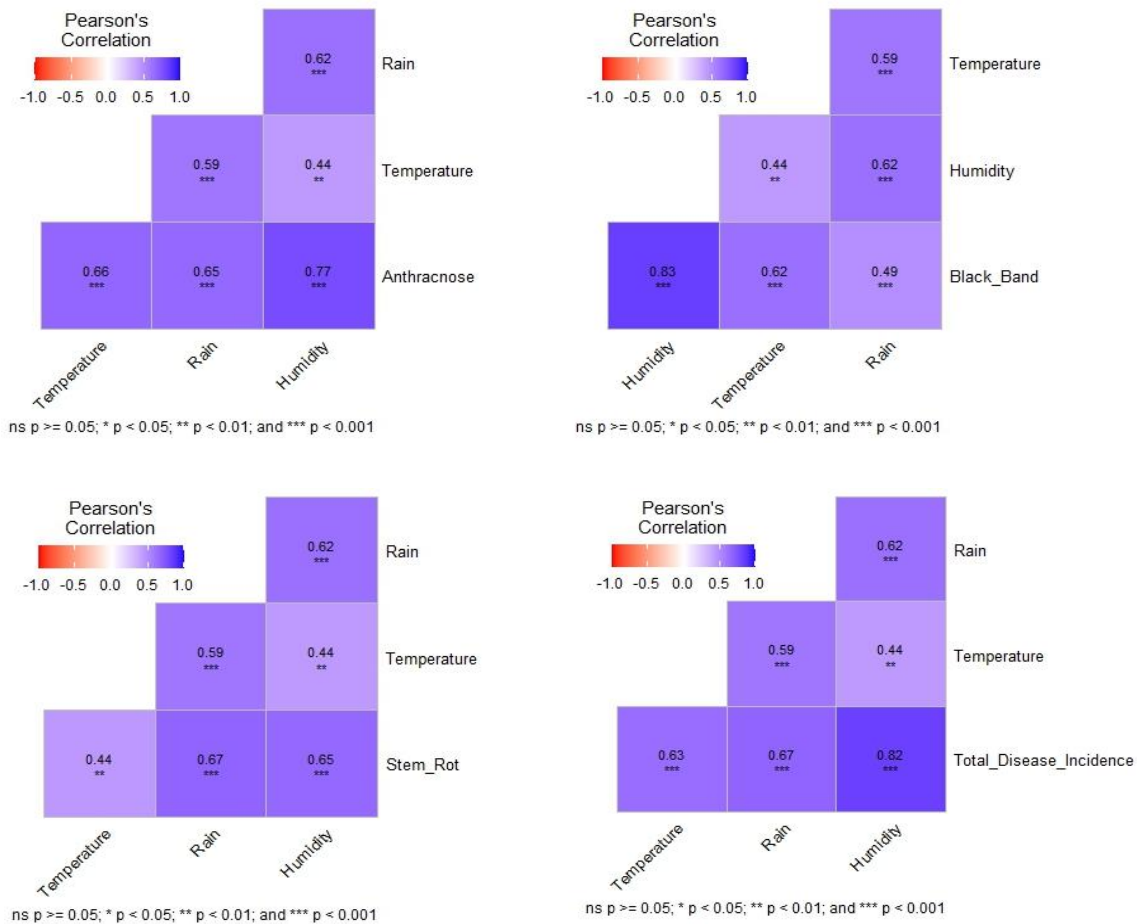 Pearson's
Correlation
-1.0 -0.5 0.0 0.5 1.0
0.62
***
Rain
0.59
***
0.44
**
Temperature
0.66
***
0.65
***
0.77
***
Anthracnose
Temperature
Rain
Humidity
ns p >= 0.05; * p < 0.05; ** p < 0.01; and *** p < 0.001
Pearson's
Correlation
-1.0 -0.5 0.0 0.5 1.0
0.59
***
Temperature
0.44
**
0.62
***
Humidity
0.83
***
0.62
***
0.49
***
Black_Band
Humidity
Temperature
Rain
ns p >= 0.05; * p < 0.05; ** p < 0.01; and *** p < 0.001
Pearson's
Correlation
-1.0 -0.5 0.0 0.5 1.0
0.62
***
Rain
0.59
***
0.44
**
Temperature
0.44
**
0.67
***
0.65
***
Stem_Rot
Temperature
Rain
Humidity
ns p >= 0.05; * p < 0.05; ** p < 0.01; and *** p < 0.001
Pearson's
Correlation
-1.0 -0.5 0.0 0.5 1.0
0.62
***
Rain
0.59
***
0.44
**
Temperature
0.63
***
0.67
***
0.82
***
Total_Disease_Incidence
Temperature
Rain
Humidity
ns p >= 0.05; * p < 0.05; ** p < 0.01; and *** p < 0.001